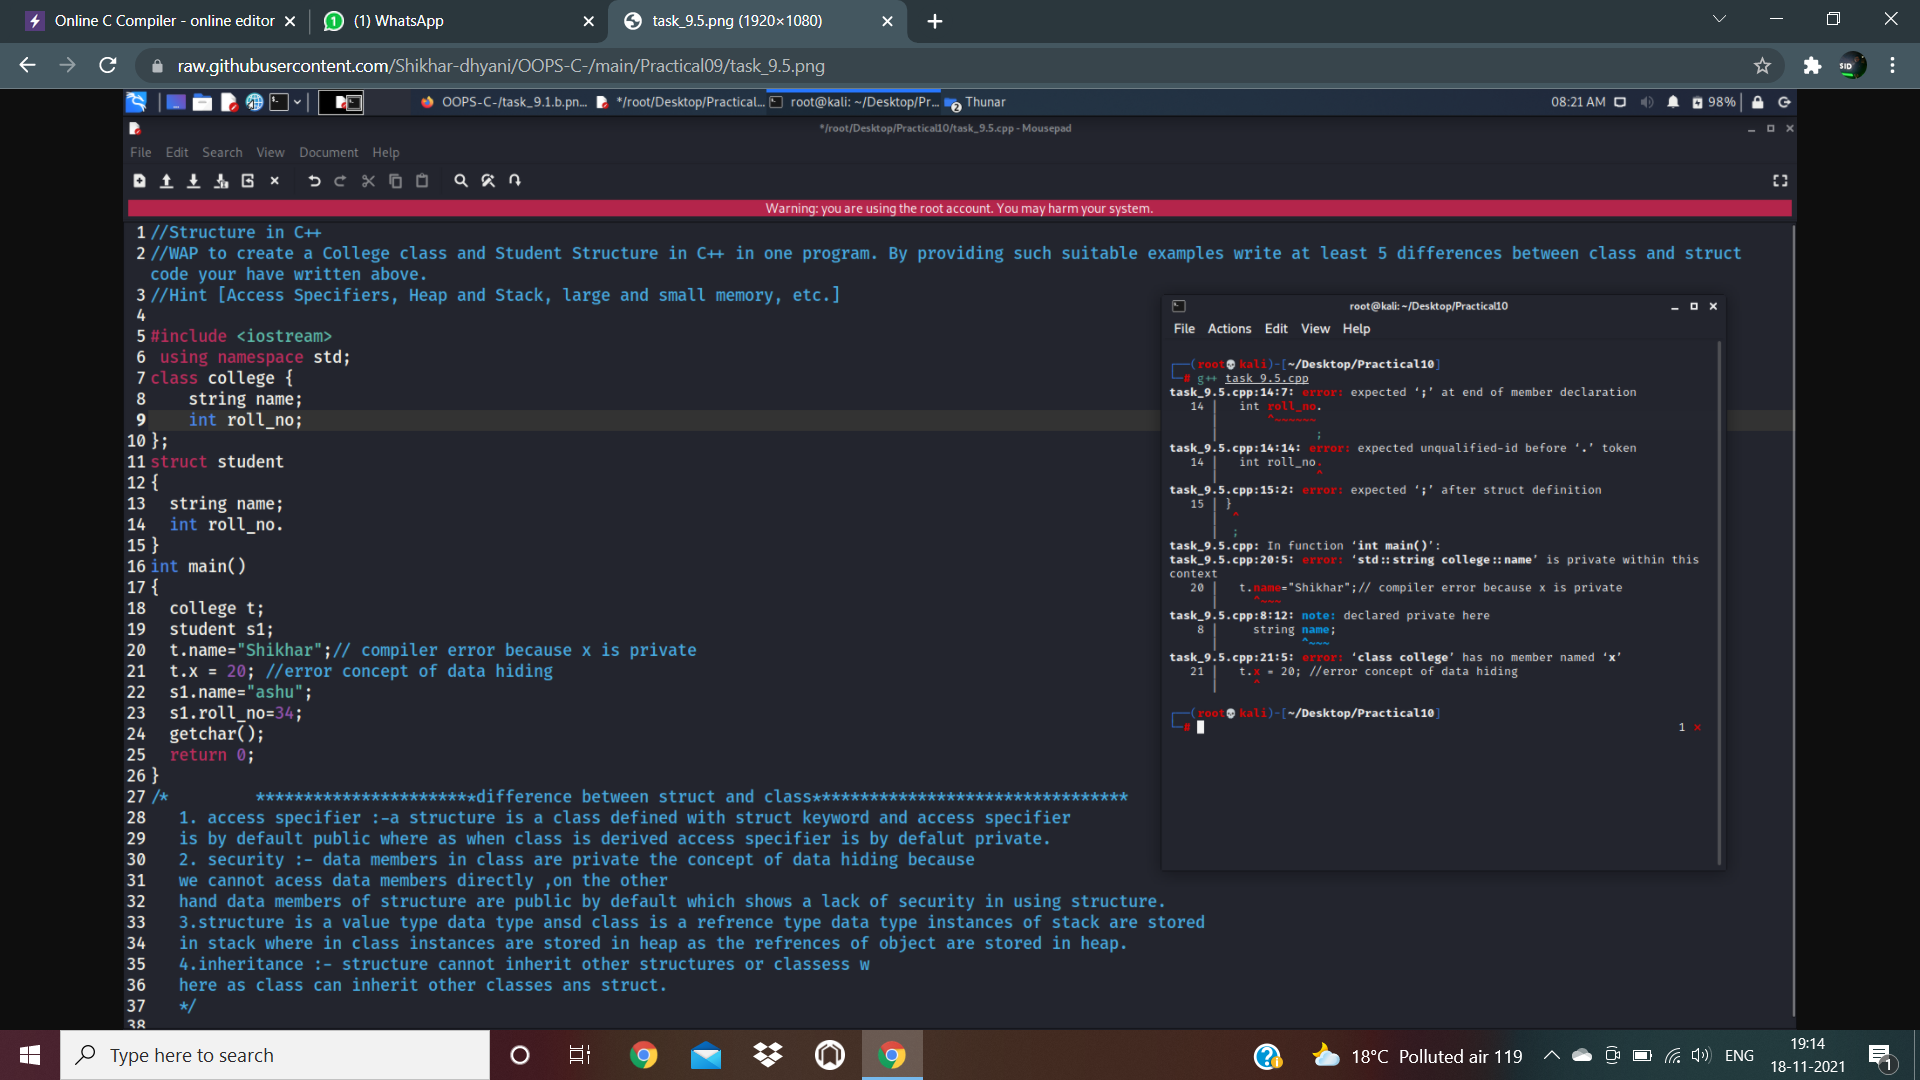 Online C Compiler - online editor
(1) WhatsApp
task_9.5.png (1920×1080)
raw.githubusercontent.com/Shikhar-dhyani/OOPS-C-/main/Practical09/task_9.5.png
SID
OOPS-C-/task_9.1.b.pn...
*/root/Desktop/Practical...
root@kali: ~/Desktop/Pr...
2 Thunar
08:21 AM
98%
*/root/Desktop/Practical10/task_9.5.cpp - Mousepad
File Edit Search View Document Help
Warning: you are using the root account. You may harm your system.
1 //Structure in C++
2 //WAP to create a College class and Student Structure in C++ in one program. By providing such suitable examples write at least 5 differences between class and struct
code your have written above.
3 //Hint [Access Specifiers, Heap and Stack, large and small memory, etc.]
4
5 #include <iostream>
6 using namespace std;
7 class college {
8 string name;
9 int roll_no;
10 };
11 struct student
12 {
13 string name;
14 int roll_no.
15 }
16 int main()
17 {
18 college t;
19 student s1;
20 t.name="Shikhar";// compiler error because x is private
21 t.x = 20; //error concept of data hiding
22 s1.name="ashu";
23 s1.roll_no=34;
24 getchar();
25 return 0;
26 }
27 /* ***********************difference between struct and class*********************************
28 1. access specifier :-a structure is a class defined with struct keyword and access specifier
29 is by default public where as when class is derived access specifier is by defalut private.
30 2. security :- data members in class are private the concept of data hiding because
31 we cannot acess data members directly ,on the other
32 hand data members of structure are public by default which shows a lack of security in using structure.
33 3.structure is a value type data type ansd class is a refrence type data type instances of stack are stored
34 in stack where in class instances are stored in heap as the refrences of object are stored in heap.
35 4.inheritance :- structure cannot inherit other structures or classess w
36 here as class can inherit other classes ans struct.
37 */
38
root@kali: ~/Desktop/Practical10
File Actions Edit View Help
(root kali)-[~/Desktop/Practical10]
# g++ task_9.5.cpp
task_9.5.cpp:14:7: error: expected ‘;’ at end of member declaration
14 | int roll_no.
| ^~~~~~~
| ;
task_9.5.cpp:14:14: error: expected unqualified-id before ‘.’ token
14 | int roll_no.
| ^
task_9.5.cpp:15:2: error: expected ‘;’ after struct definition
15 | }
| ^
| ;
task_9.5.cpp: In function ‘int main()’:
task_9.5.cpp:20:5: error: ‘std::string college::name’ is private within this
context
20 | t.name="Shikhar";// compiler error because x is private
| ^~~~
task_9.5.cpp:8:12: note: declared private here
8 | string name;
| ^~~~
task_9.5.cpp:21:5: error: ‘class college’ has no member named ‘x’
21 | t.x = 20; //error concept of data hiding
| ^
(root kali)-[~/Desktop/Practical10]
#
1 ×
Type here to search
18°C Polluted air 119
ENG
19:14
18-11-2021
1